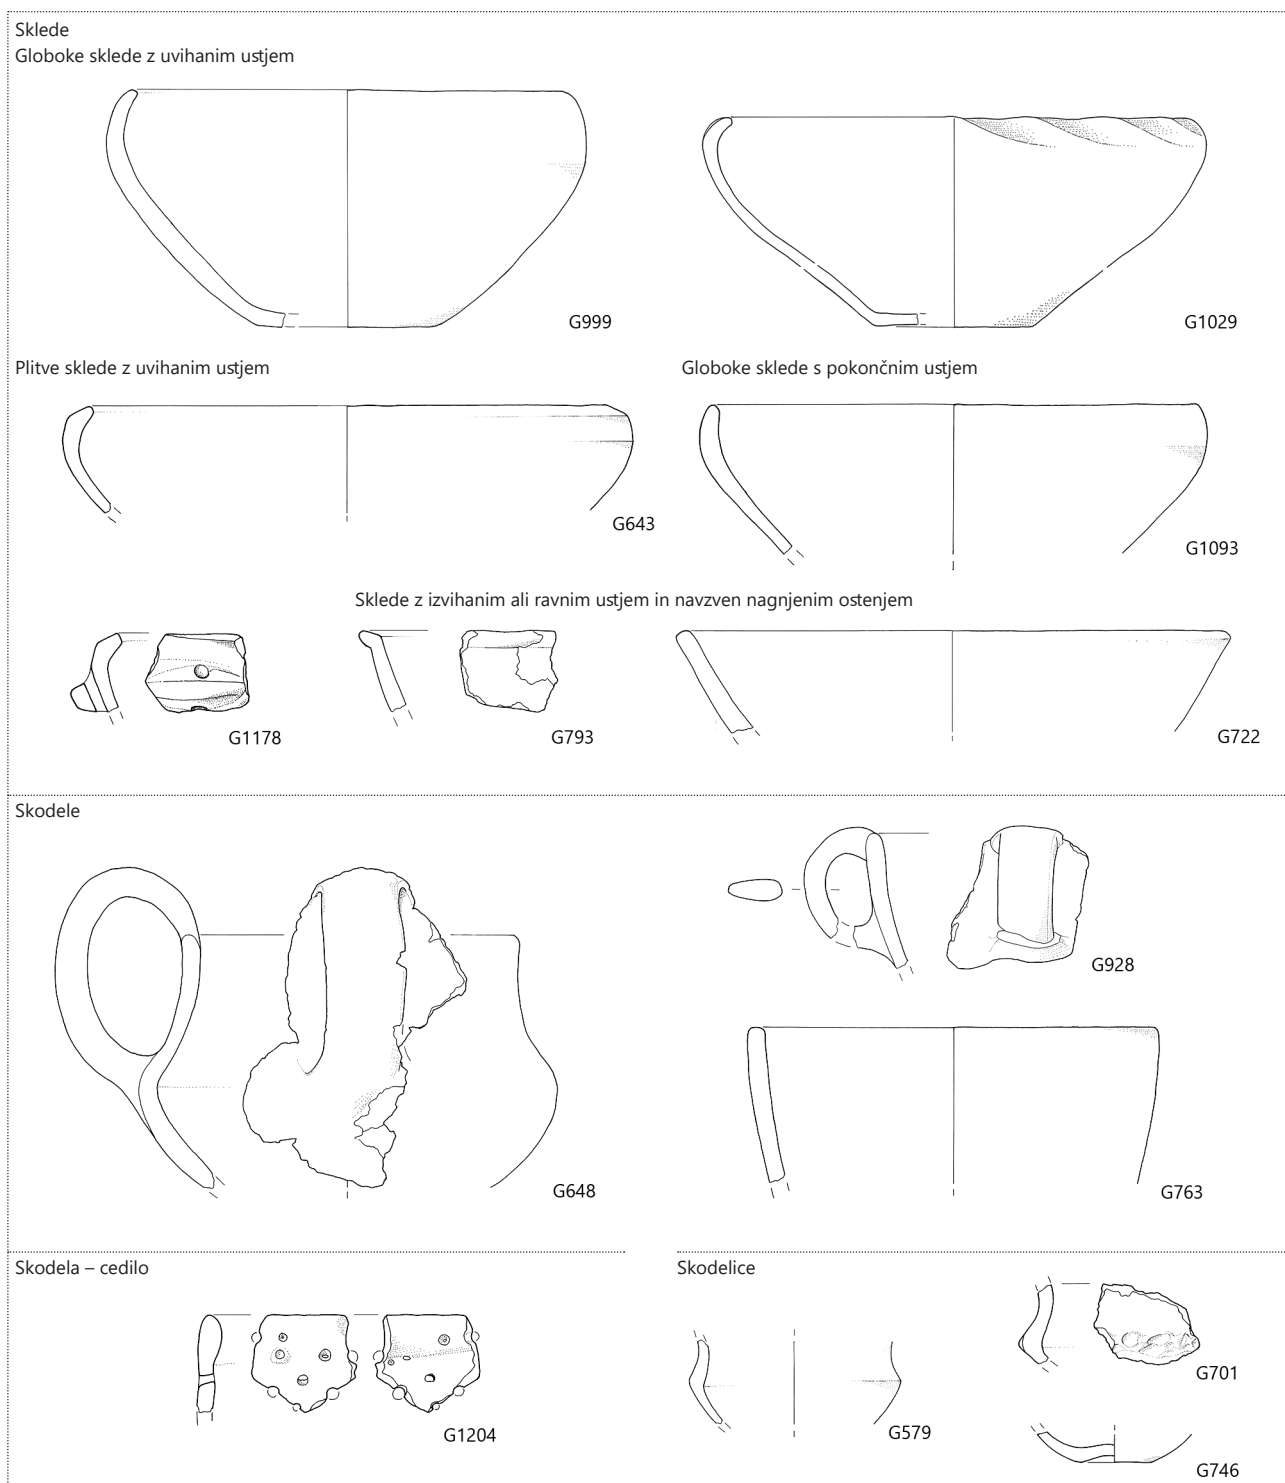 Sklede
Globoke sklede z uvihanim ustjem
G999
G1029
Plitve sklede z uvihanim ustjem
Globoke sklede s pokončnim ustjem
G643
G1093
Sklede z izvihanim ali ravnim ustjem in navzven nagnjenim ostenjem
G1178
G793
G722
Skodele
G928
G648
G763
Skodela – cedilo
Skodelice
G701
G1204
G579
G746